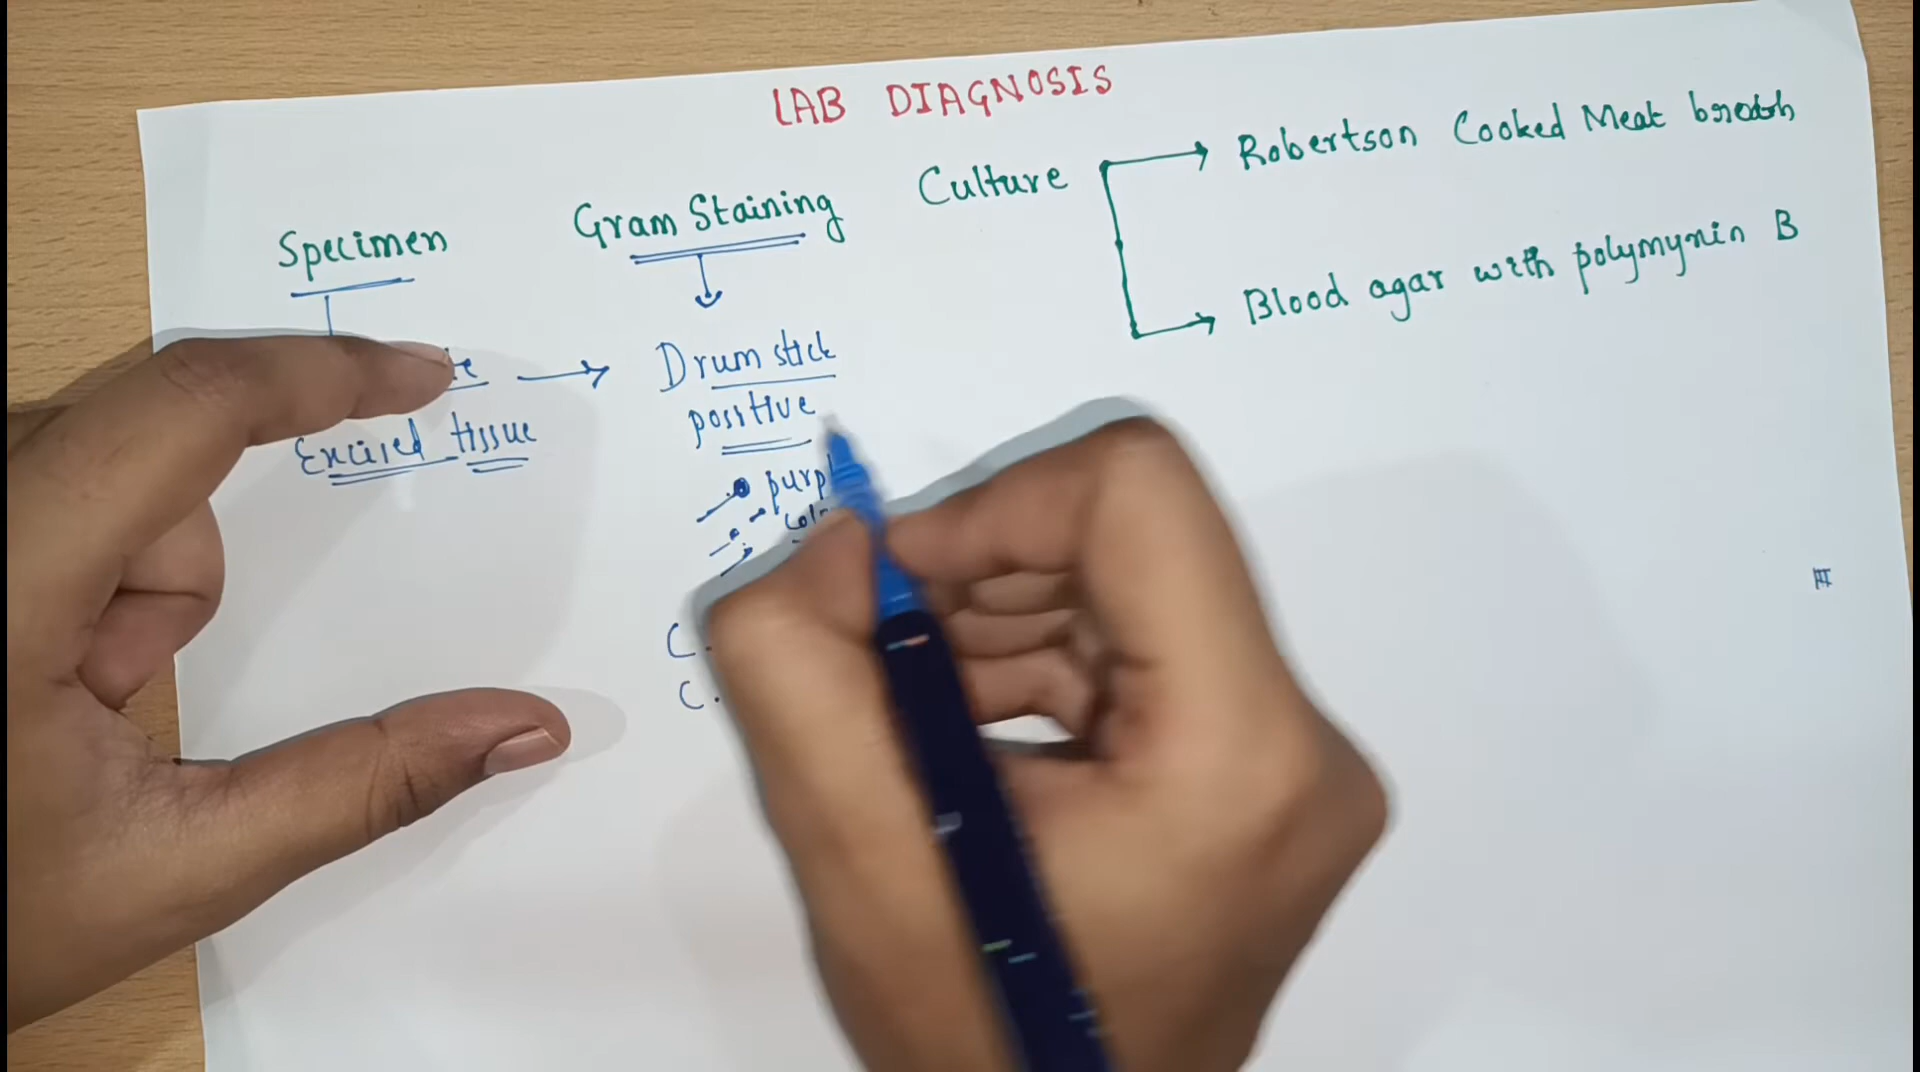 LAB DIAGNOSIS
Specimen
Excised tissue
Gram Staining
Drum stick
positive
C.
C.
Culture
Robertson Cooked Meat broth
Blood agar with polymyxin B